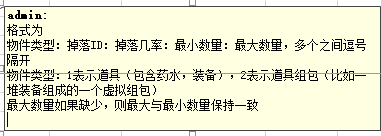 admin:
格式为
物件类型：掉落ID：掉落几率：最小数量：最大数量，多个之间逗号
隔开
物件类型：1表示道具（包含药水，装备），2表示道具组包（比如一
堆装备组成的一个虚拟组包）
最大数量如果缺少，则最大与最小数量保持一致